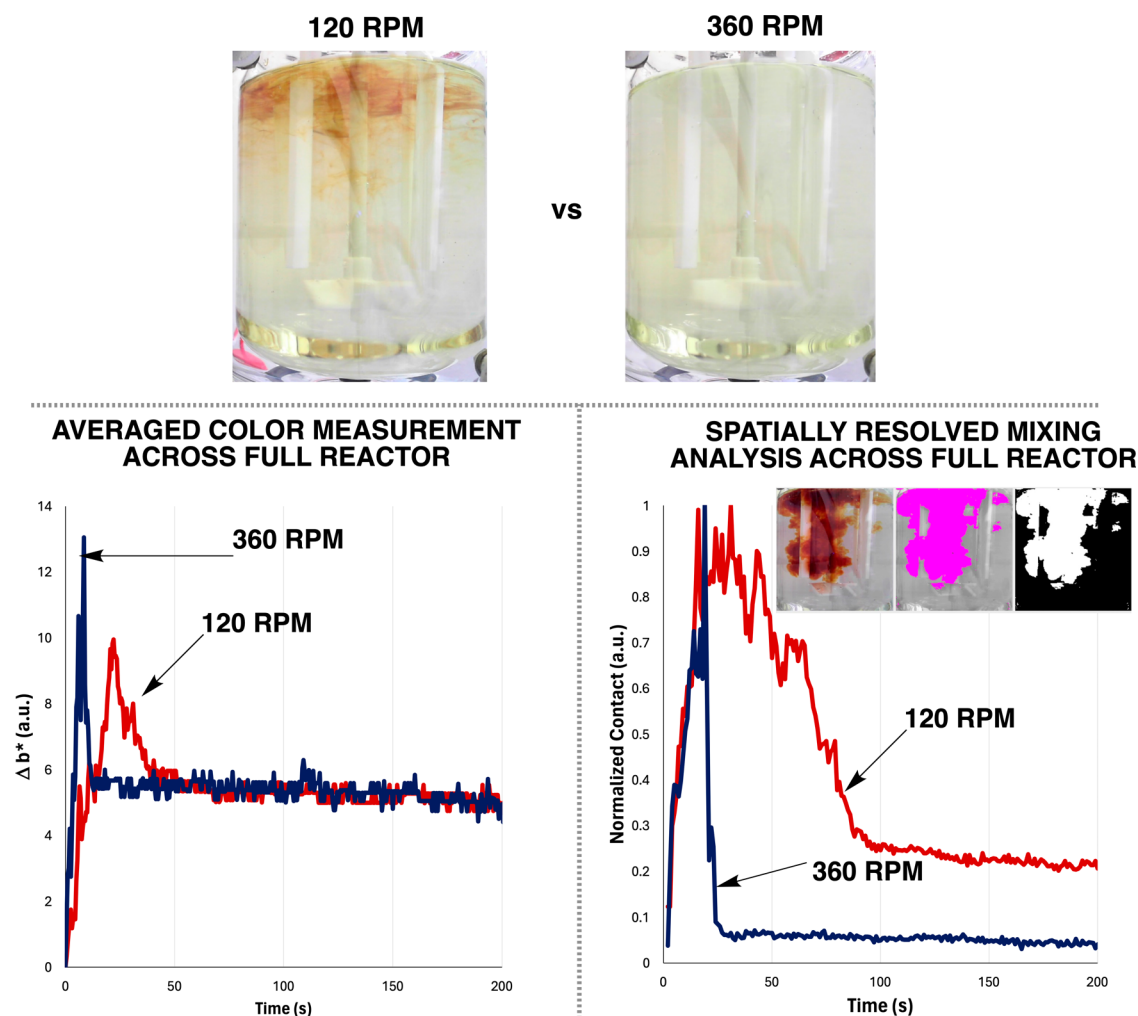 120 RPM
360 RPM
vs
AVERAGED COLOR MEASUREMENT
ACROSS FULL REACTOR
14
12
10
8
6
4
2
0
Δ b* (a.u.)
360 RPM
120 RPM
0
50
100
150
200
Time (s)
SPATIALLY RESOLVED MIXING
ANALYSIS ACROSS FULL REACTOR
1
0.9
0.8
0.7
0.6
0.5
0.4
0.3
0.2
0.1
0
Normalized Contact (a.u.)
120 RPM
360 RPM
0
50
100
150
200
Time (s)